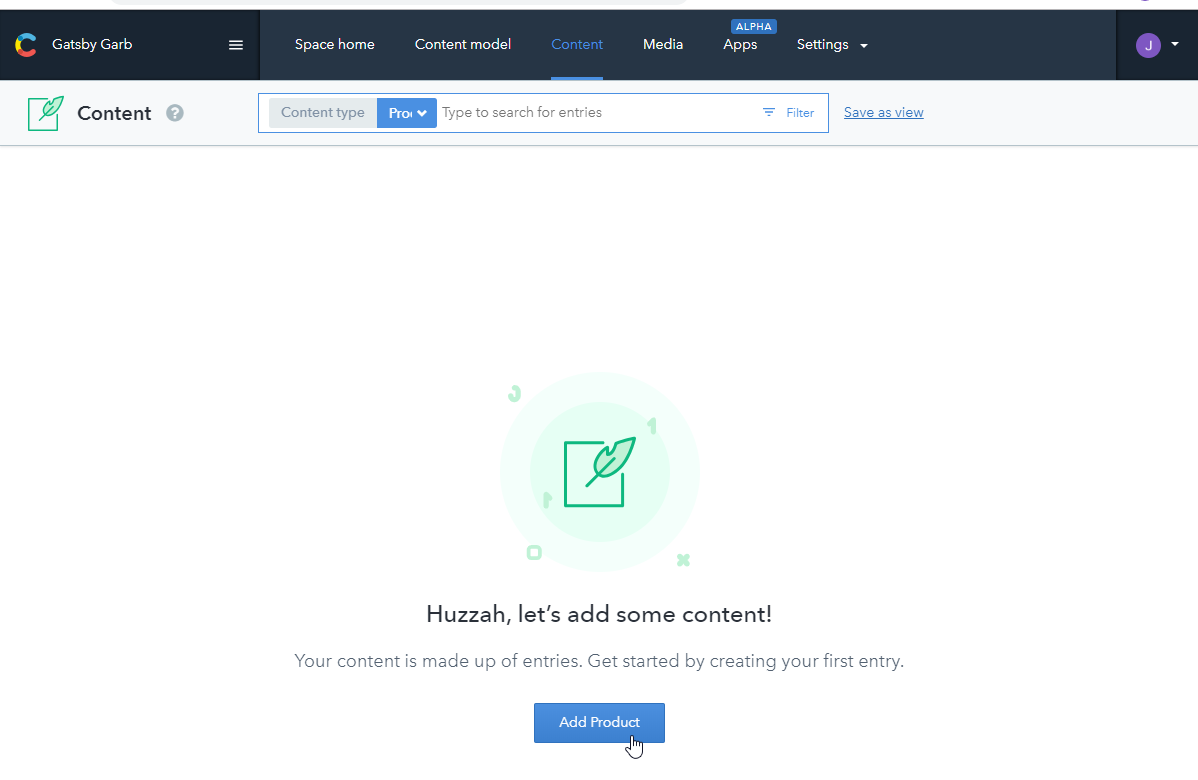 Gatsby Garb
Space home
Content model
Content
Media
ALPHA
Apps
Settings
J
Content
?
Content type
Type to search for entries
Filter
Save as view
Huzzah, let’s add some content!
Your content is made up of entries. Get started by creating your first entry.
Add Product